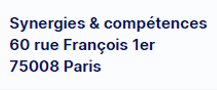 Synergies & compétences
60 rue François 1er
75008 Paris